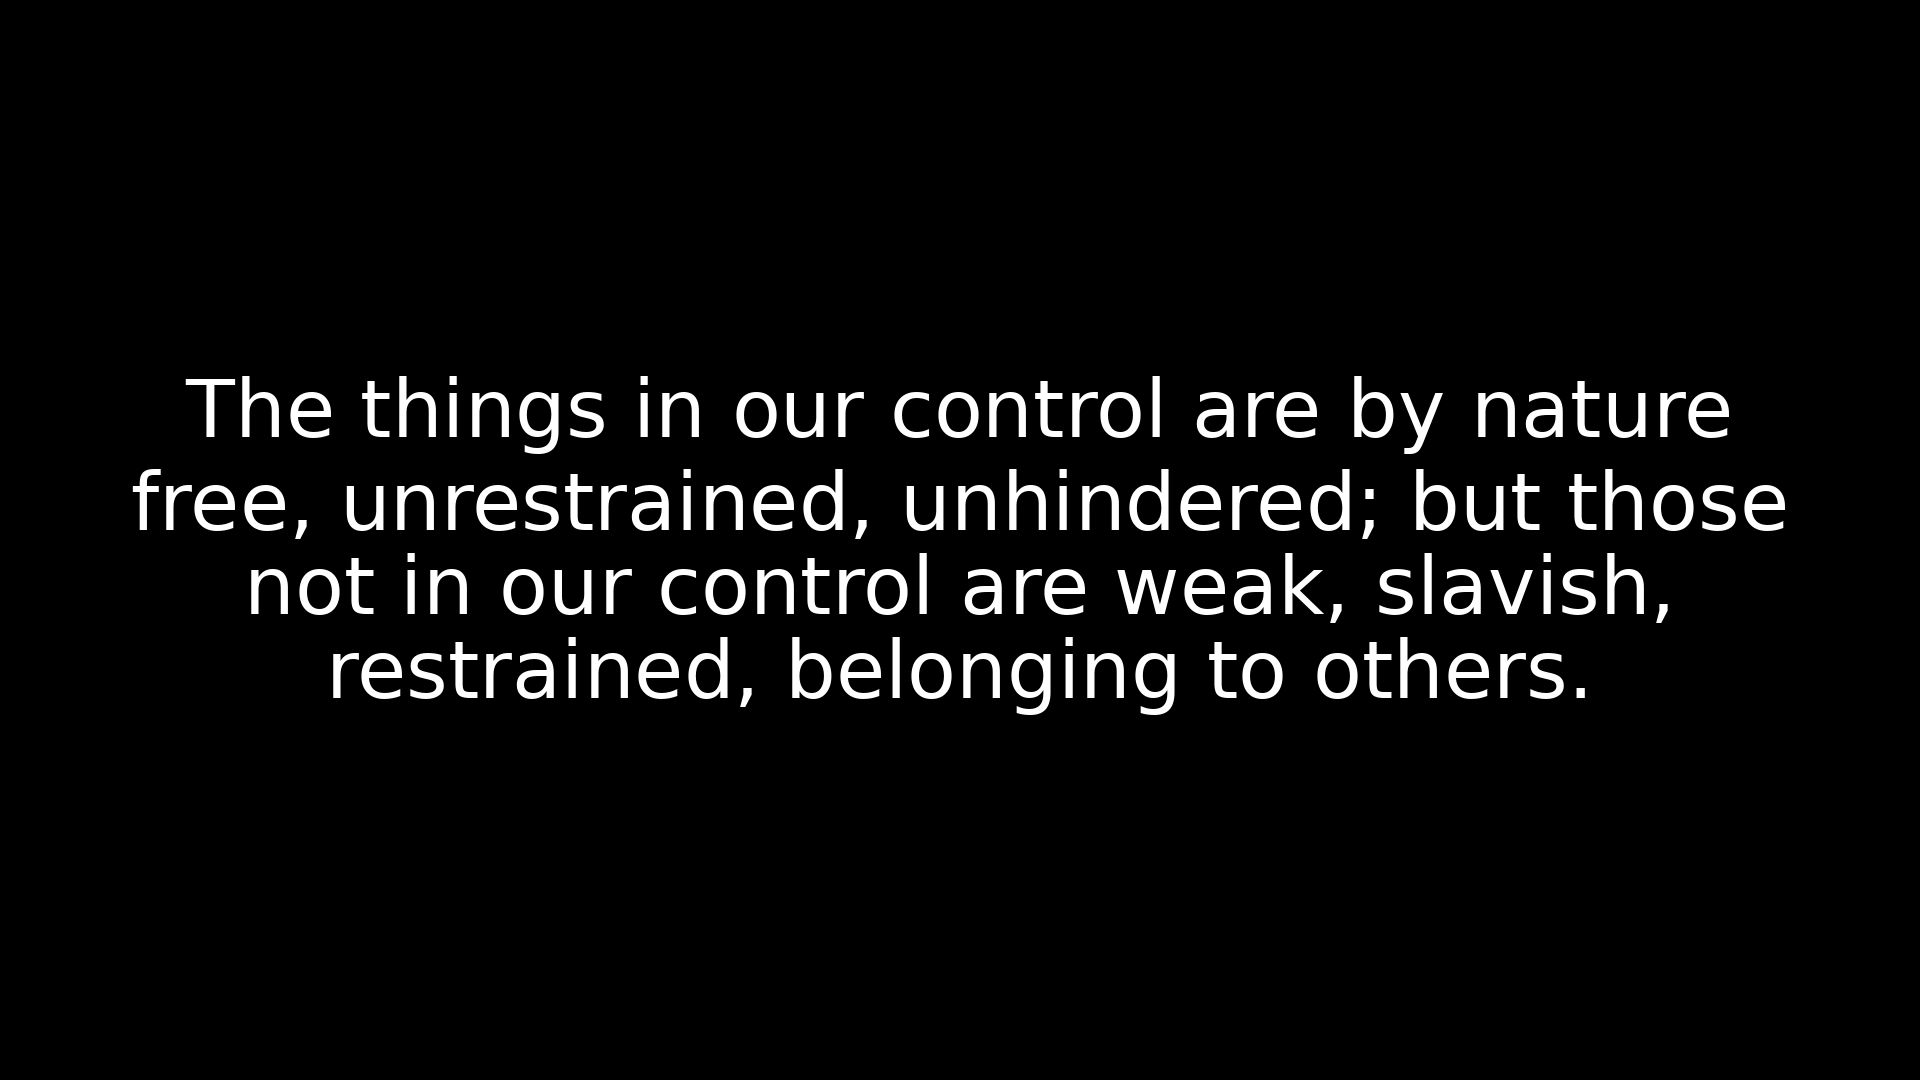 The things in our control are by nature
free, unrestrained, unhindered; but those
not in our control are weak, slavish,
restrained, belonging to others.